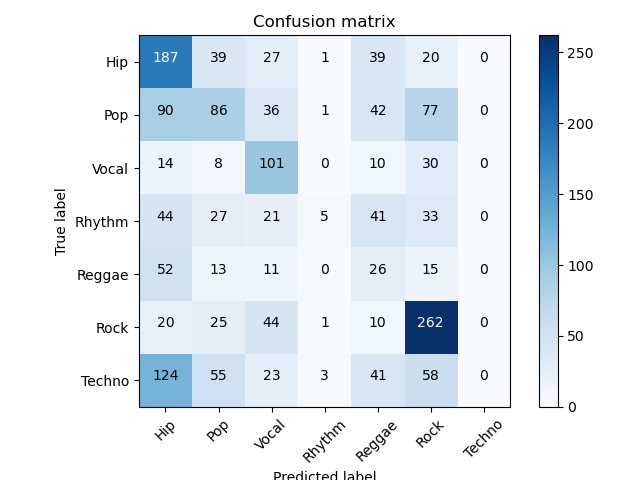 Confusion matrix
Hip 187 39 27 1 39 20 0
Pop 90 86 36 1 42 77 0
Vocal 14 8 101 0 10 30 0
Rhythm 44 27 21 5 41 33 0
Reggae 52 13 11 0 26 15 0
Rock 20 25 44 1 10 262 0
Techno 124 55 23 3 41 58 0
Hip Pop Vocal Rhythm Reggae Rock Techno
True label
Predicted label
250
200
150
100
50
0